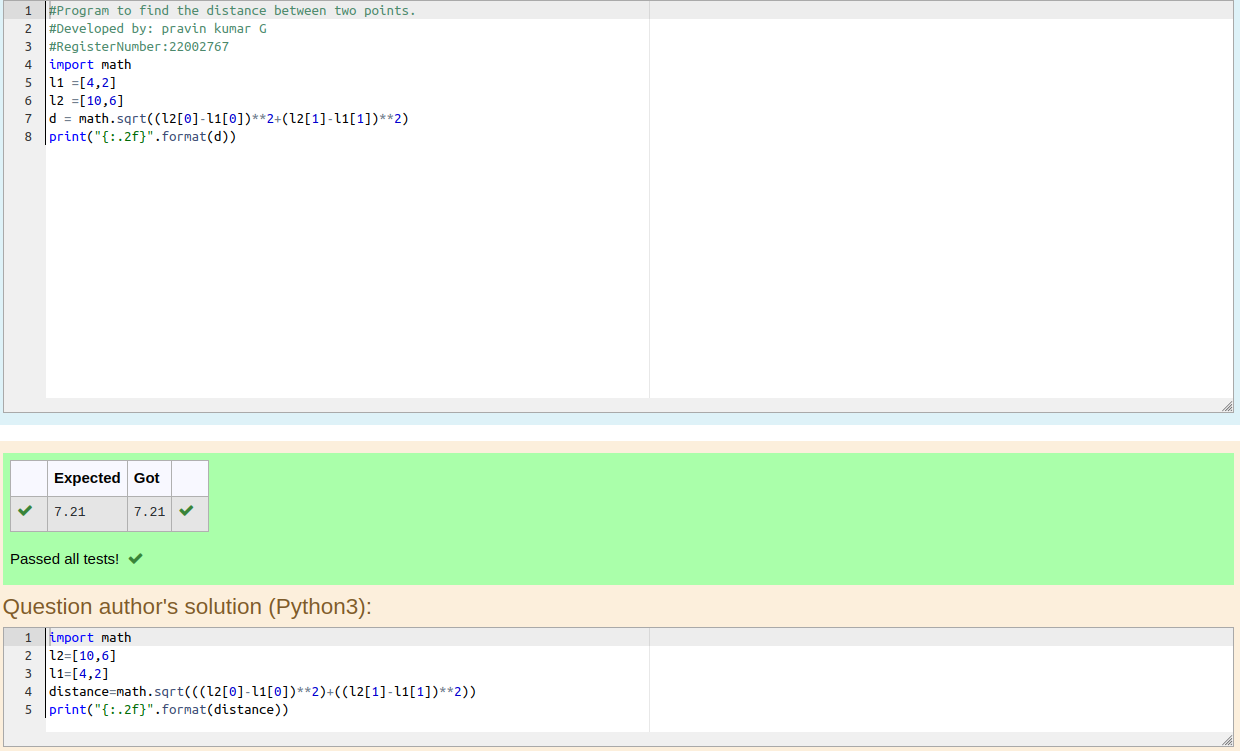 1 #Program to find the distance between two points.
2 #Developed by: pravin kumar G
3 #RegisterNumber:22002767
4 import math
5 l1 =[4,2]
6 l2 =[10,6]
7 d = math.sqrt((l2[0]-l1[0])**2+(l2[1]-l1[1])**2)
8 print("{:.2f}".format(d))
Expected Got
7.21 7.21
Passed all tests!
Question author's solution (Python3):
1 import math
2 l2=[10,6]
3 l1=[4,2]
4 distance=math.sqrt(((l2[0]-l1[0])**2)+((l2[1]-l1[1])**2))
5 print("{:.2f}".format(distance))